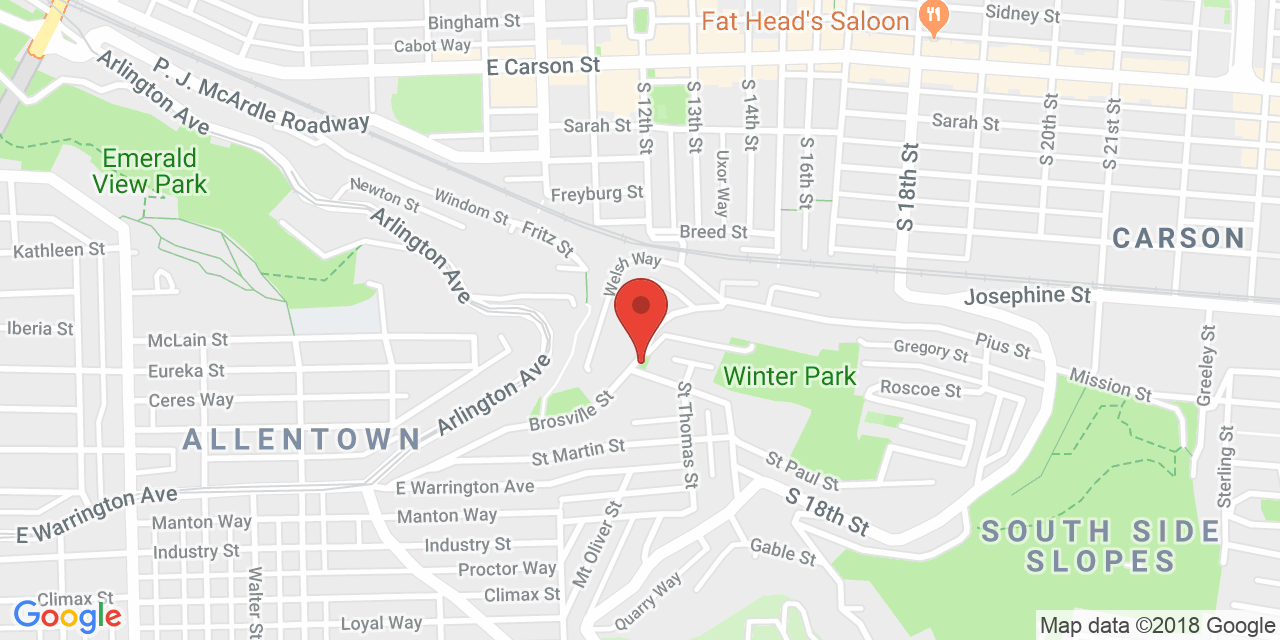 Bingham St
Fat Head's Saloon
Sidney St
Cabot Way
E Carson St
Arlington Ave
P. J. McArdle Roadway
S 12th St
S 13th St
S 14th St
Sarah St
Sarah St
S 20th St
S 21st St
Emerald
View Park
Newton St
Windom St
Freyburg St
Uxor Way
S 16th St
S 18th St
Arlington Ave
Fritz St
Breed St
CARSON
Kathleen St
Welsh Way
Josephine St
Iberia St
McLain St
Pius St
Gregory St
Greeley St
Eureka St
Winter Park
Mission St
Roscoe St
Ceres Way
Arlington Ave
Brosville St
St Thomas St
ALLENTOWN
St Martin St
St Paul St
Sterling St
E Warrington Ave
E Warrington Ave
S 18th St
Manton Way
Manton Way
Mt Oliver St
SOUTH SIDE
SLOPES
Industry St
Industry St
Gable St
Proctor Way
Walter St
Climax St
Climax St
Quarry Way
Loyal Way
Google
Map data ©2018 Google